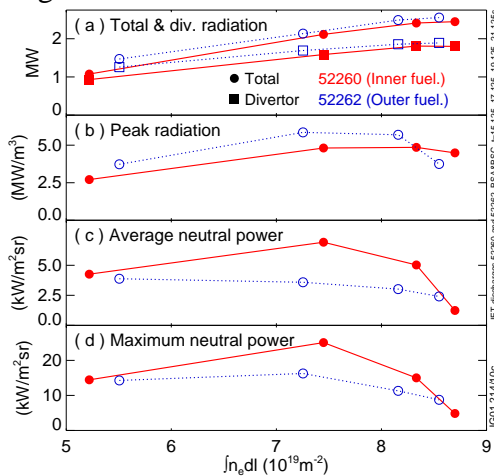 ( a ) Total & div. radiation
2
1
0
MW
Total 52260 (Inner fuel.)
Divertor 52262 (Outer fuel.)
( b ) Peak radiation
5.0
2.5
0.0
(MW/m3)
( c ) Average neutral power
5.0
2.5
0.0
(kW/m2sr)
( d ) Maximum neutral power
20
10
0
(kW/m2sr)
5 6 7 8 9
∫nedl (1019m-2)